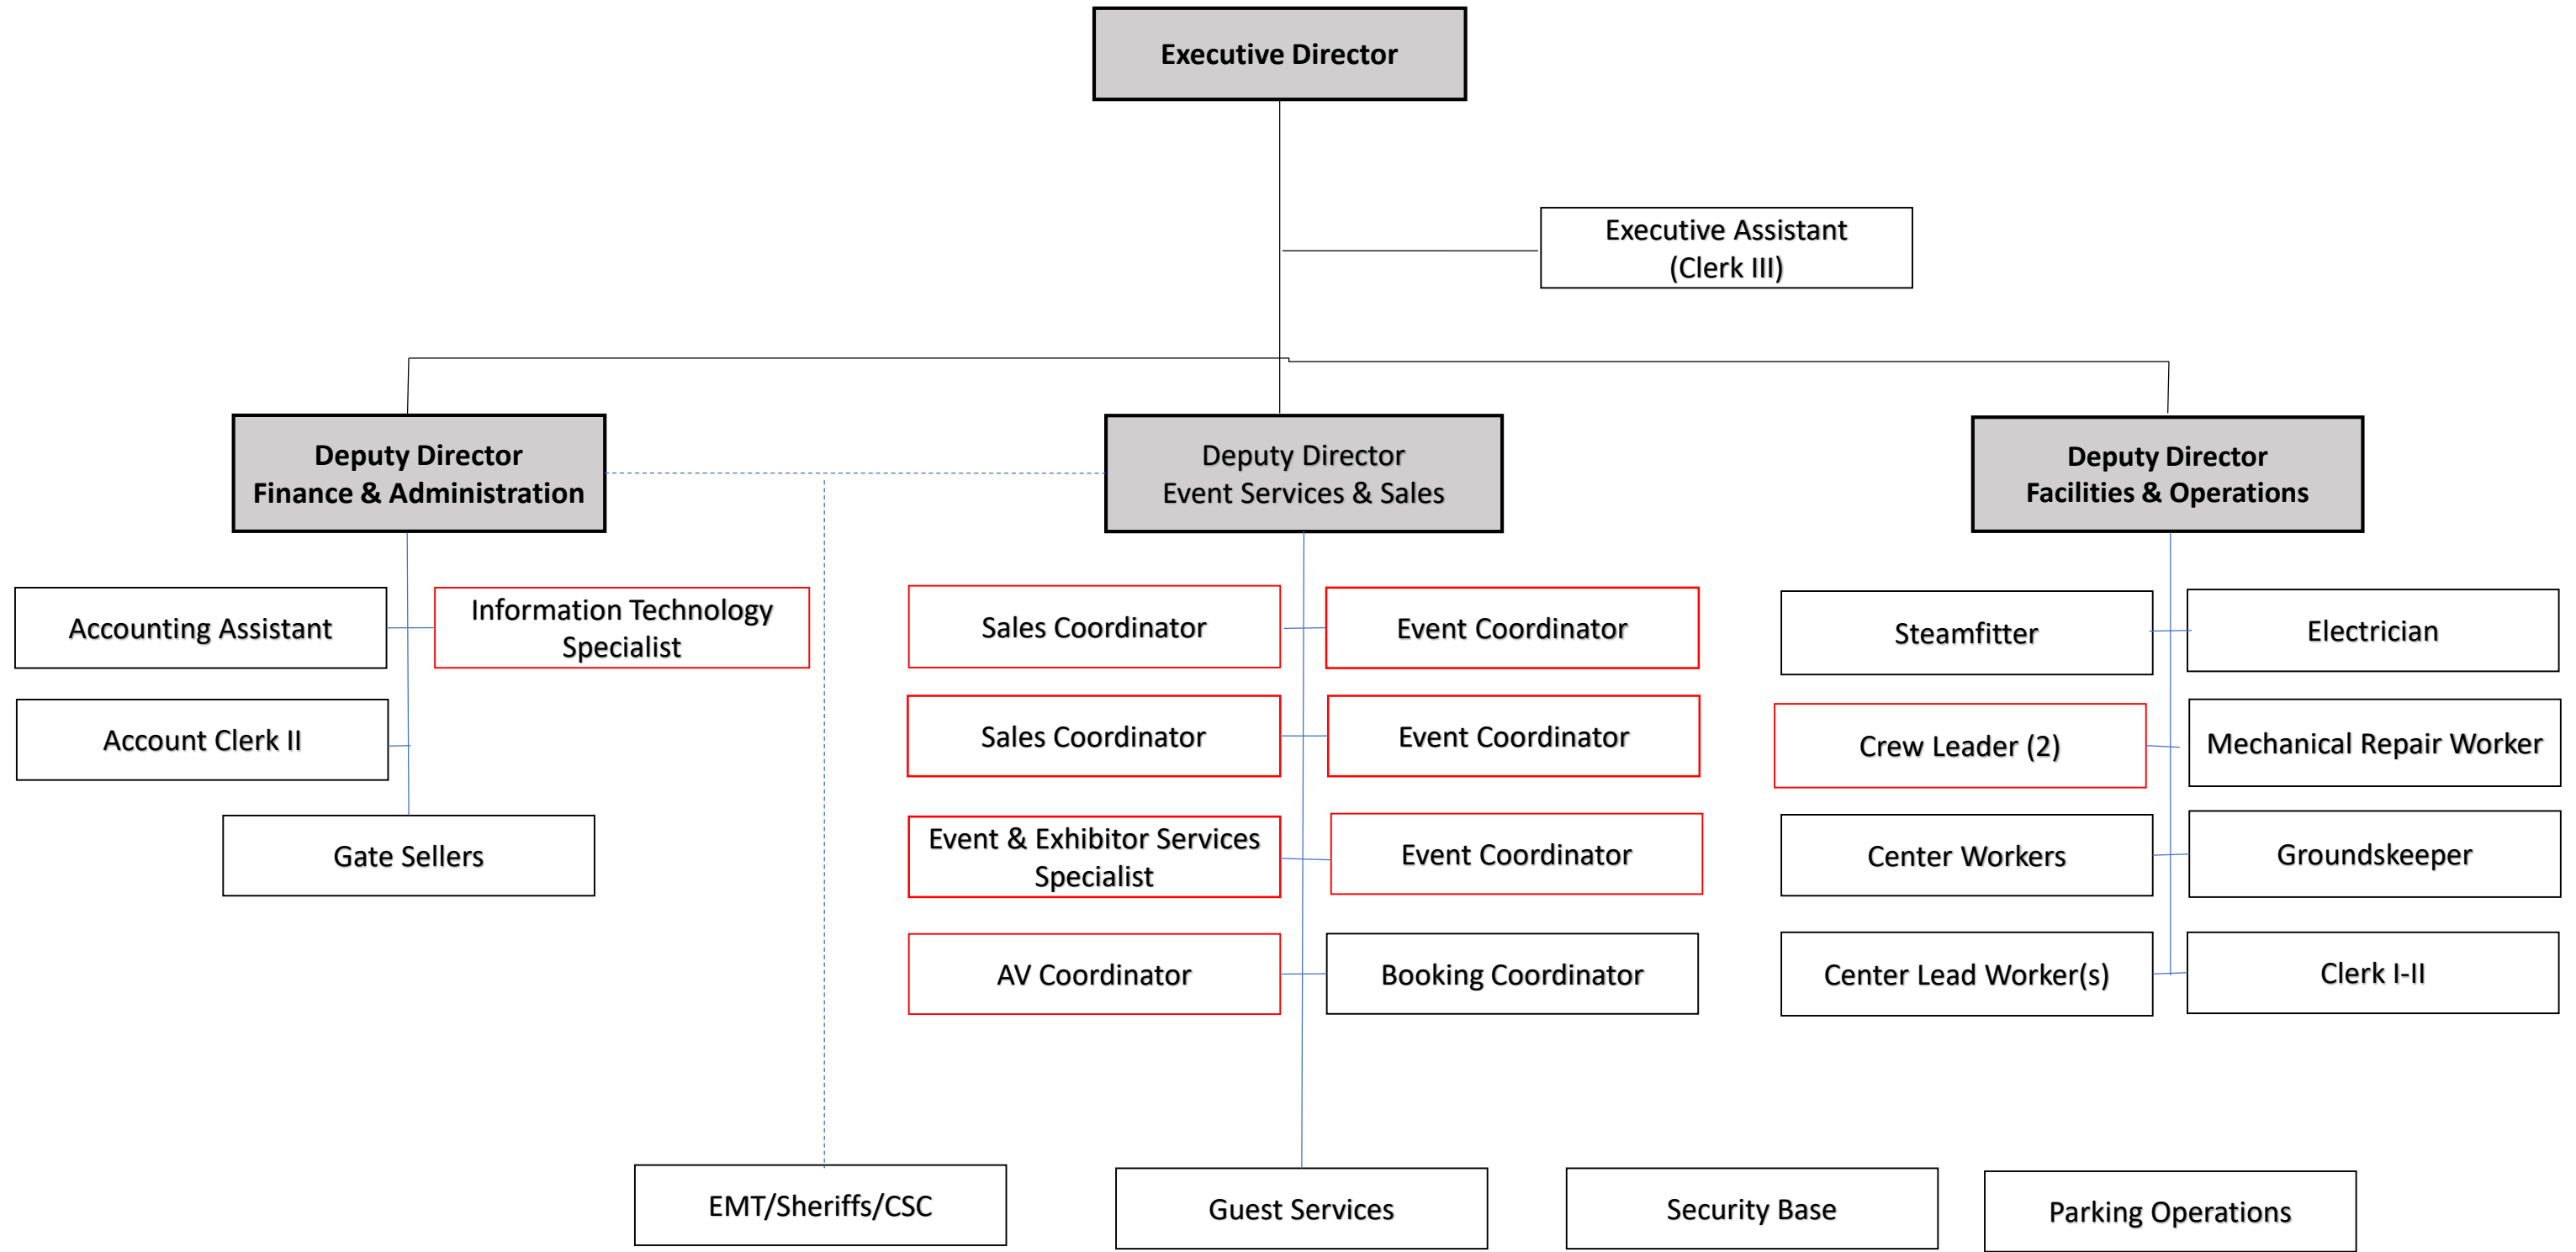 Executive Director
Executive Assistant
(Clerk III)
Deputy Director
Finance & Administration
Deputy Director
Event Services & Sales
Deputy Director
Facilities & Operations
Accounting Assistant
Information Technology
Specialist
Sales Coordinator
Event Coordinator
Steamfitter
Electrician
Account Clerk II
Sales Coordinator
Event Coordinator
Crew Leader (2)
Mechanical Repair Worker
Gate Sellers
Event & Exhibitor Services
Specialist
Event Coordinator
Center Workers
Groundskeeper
AV Coordinator
Booking Coordinator
Center Lead Worker(s)
Clerk I-II
EMT/Sheriffs/CSC
Guest Services
Security Base
Parking Operations